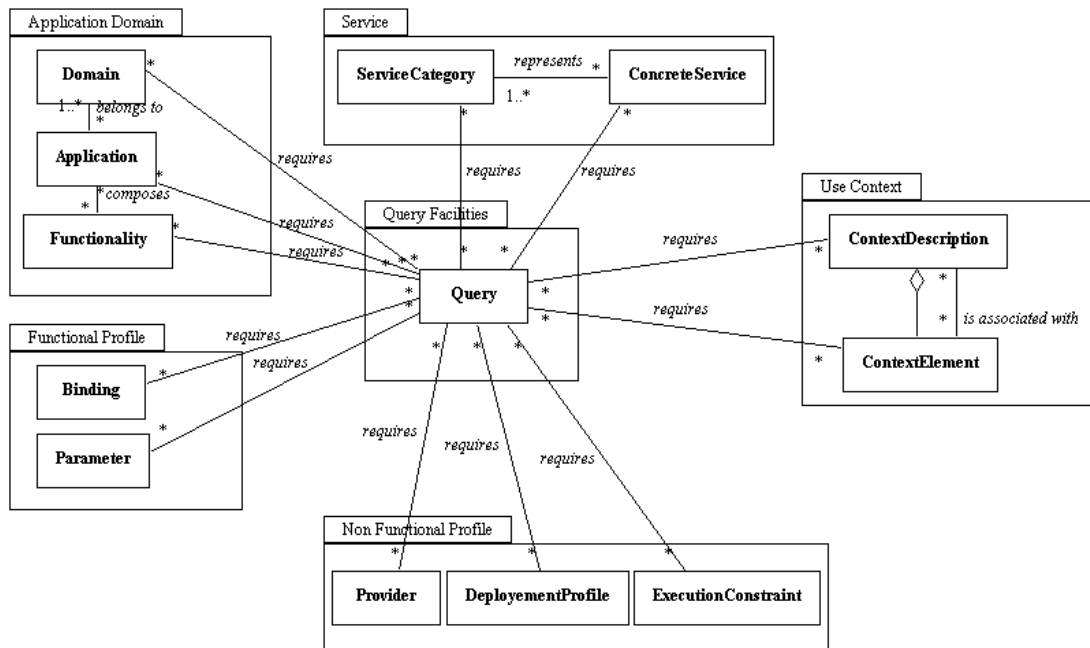 Application Domain
Domain
*
1..*
belongs to
*
Application
*
*
composes
*
Functionality
*
requires
requires
requires
Service
ServiceCategory
represents
*
1..*
ConcreteService
*
*
requires
requires
Query Facilities
*
*
*
*
*
Query
*
*
*
*
*
*
*
Use Context
ContextDescription
requires
*
*
*
is associated with
requires
*
ContextElement
Functional Profile
requires
Binding
*
requires
*
Parameter
requires
requires
requires
Non Functional Profile
*
*
*
Provider
DeployementProfile
ExecutionConstraint